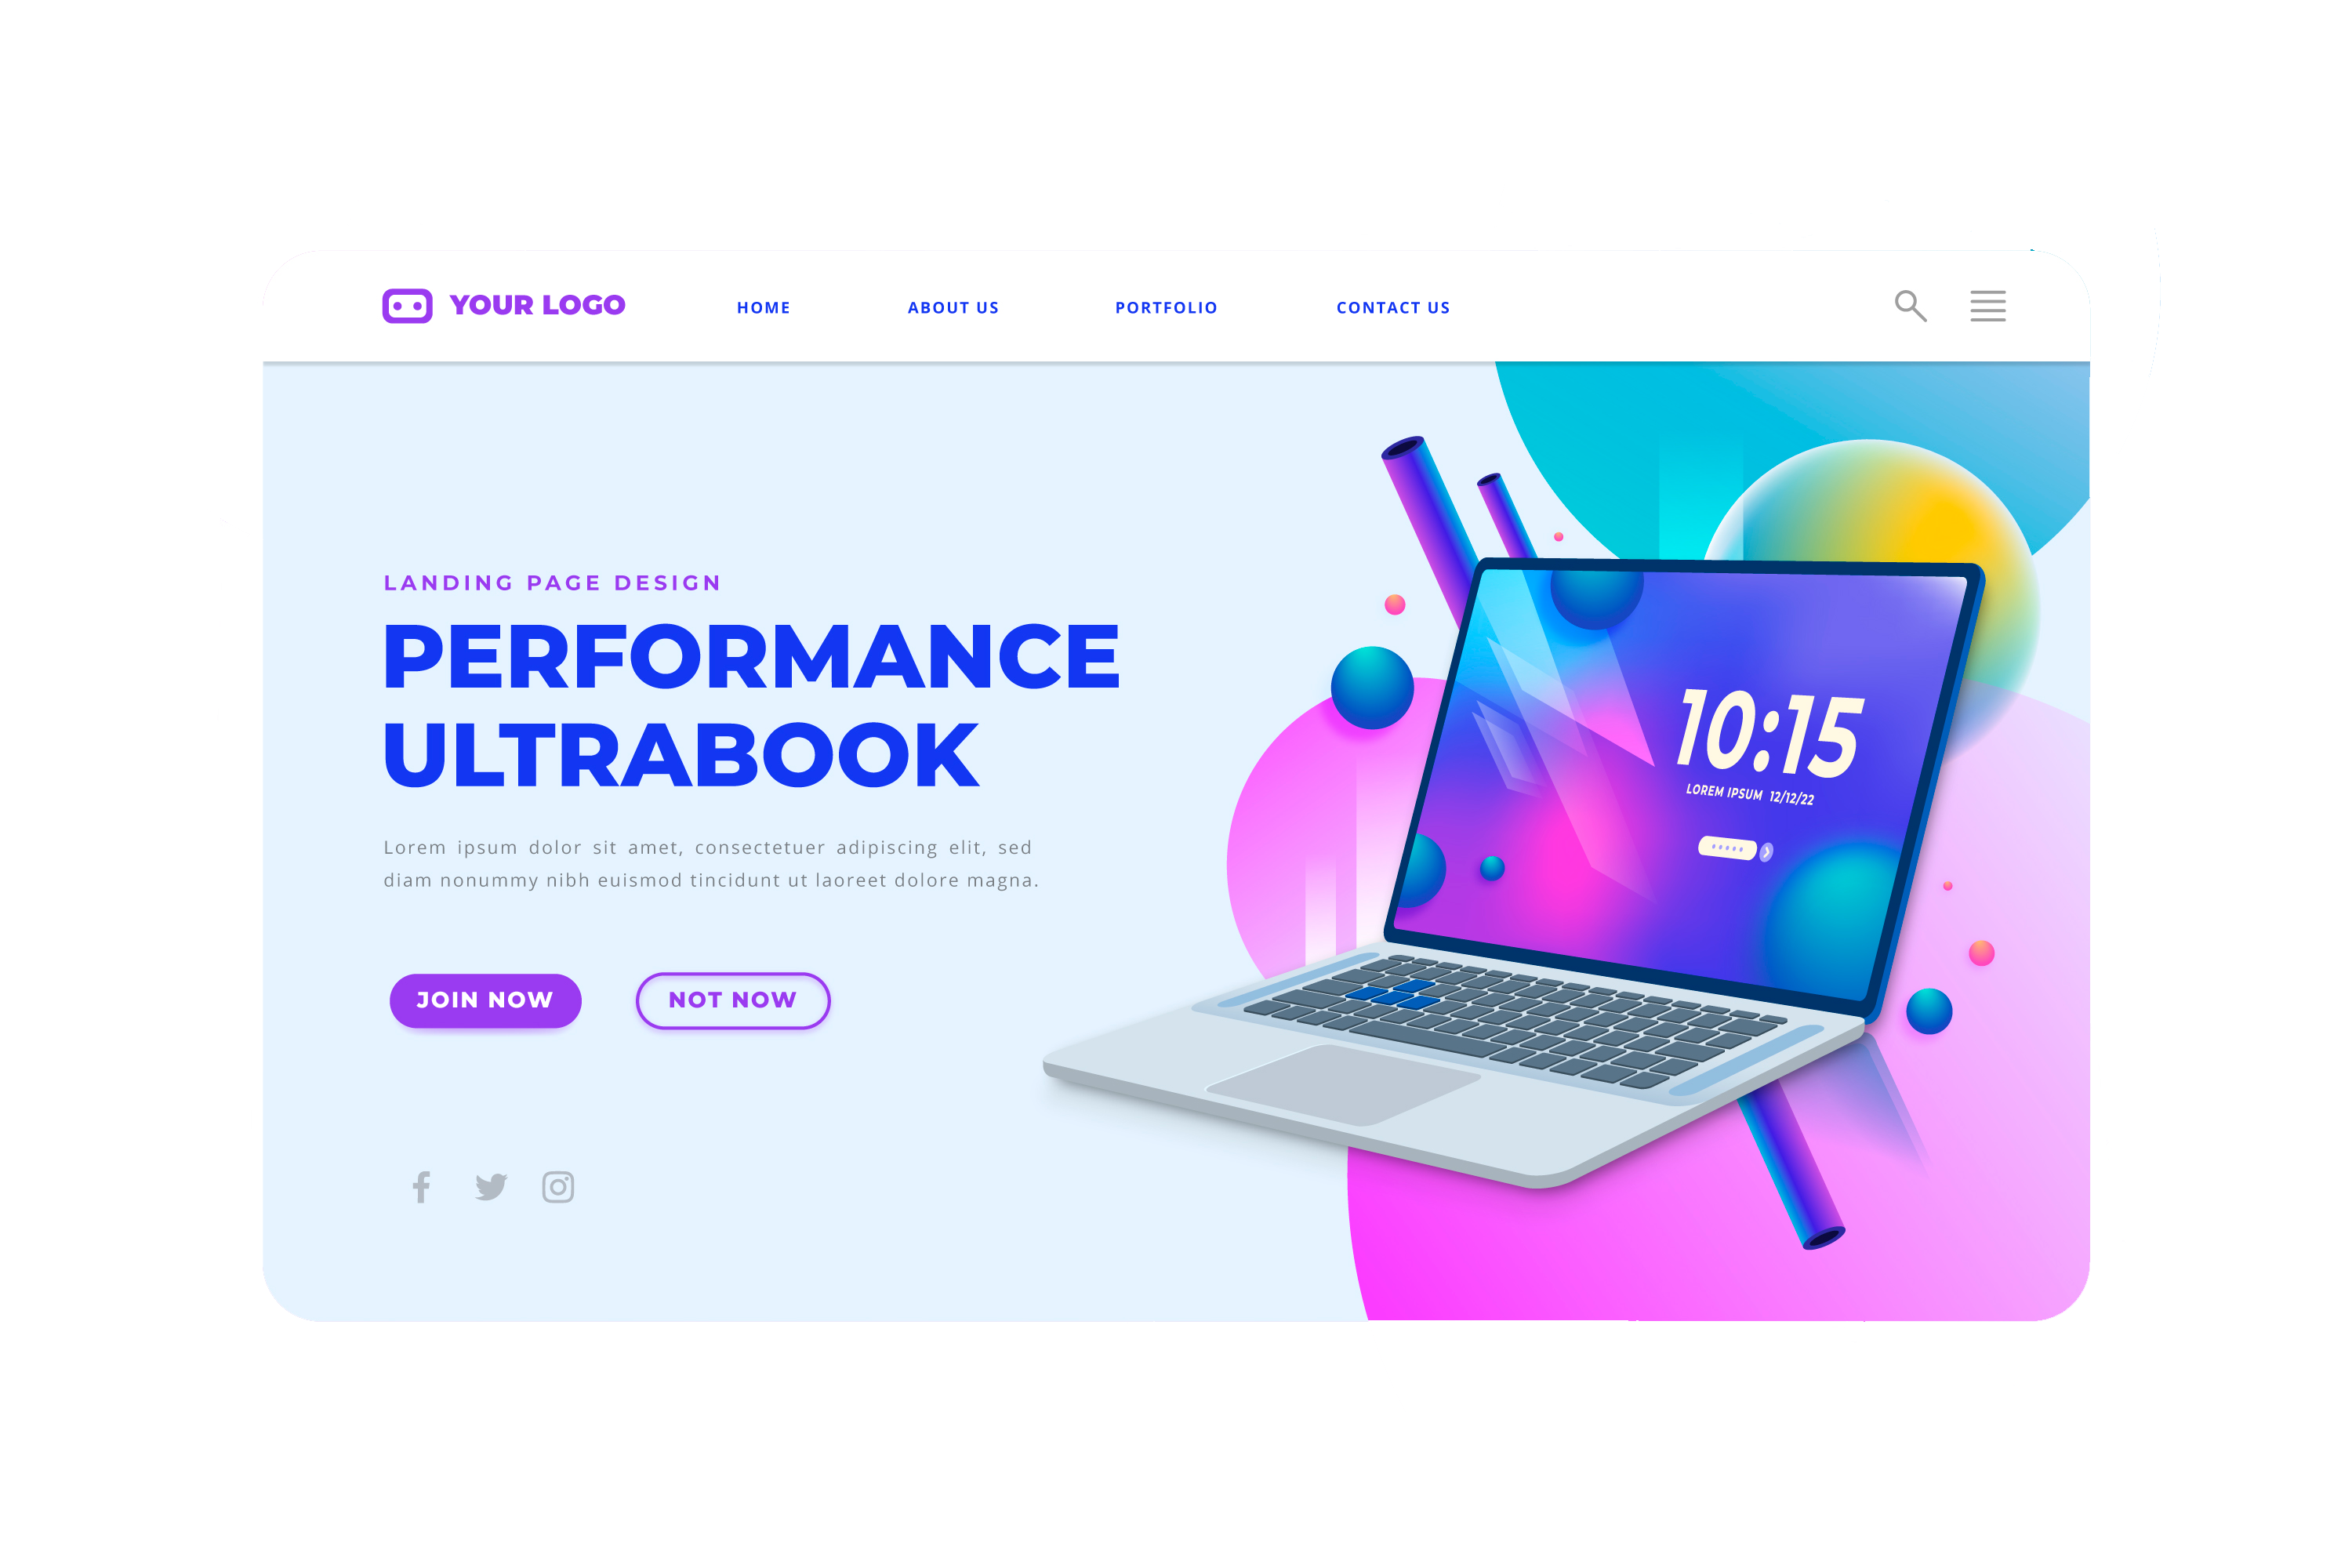 YOUR LOGO
HOME
ABOUT US
PORTFOLIO
CONTACT US
LANDING PAGE DESIGN
PERFORMANCE
ULTRABOOK
Lorem ipsum dolor sit amet, consectetuer adipiscing elit, sed
diam nonummy nibh euismod tincidunt ut laoreet dolore magna.
JOIN NOW
NOT NOW
10:15
LOREM IPSUM 12/12/22